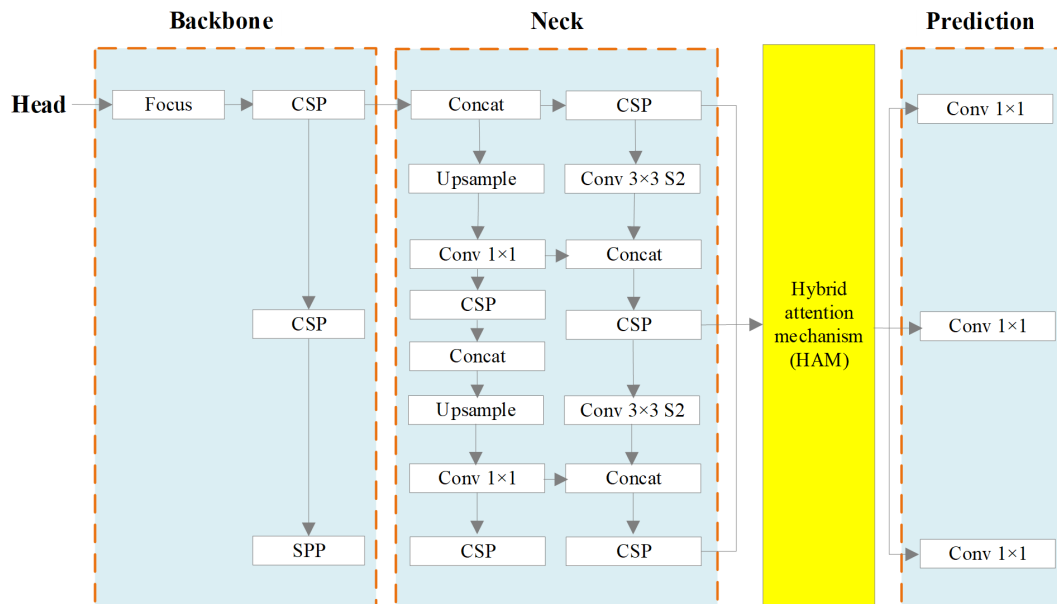 Backbone
Neck
Prediction
Head
Focus
CSP
CSP
SPP
Concat
Upsample
Conv 1×1
CSP
Concat
Upsample
Conv 1×1
CSP
CSP
Conv 3×3 S2
Concat
CSP
Conv 3×3 S2
Concat
CSP
Hybrid
attention
mechanism
(HAM)
Conv 1×1
Conv 1×1
Conv 1×1